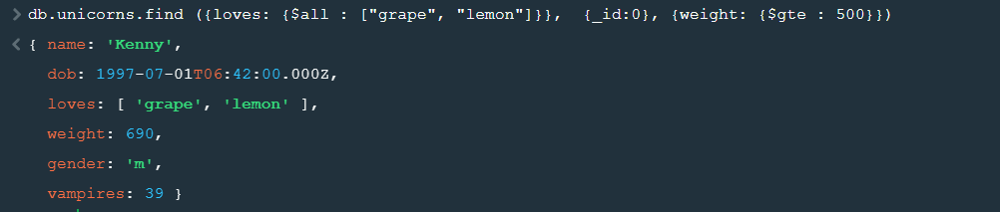 > db.unicorns.find ({loves: {$all : ["grape", "lemon"]}},  {_id:0}, {weight: {$gte : 500}})
< { name: 'Kenny',
dob: 1997-07-01T06:42:00.000Z,
loves: [ 'grape', 'lemon' ],
weight: 690,
gender: 'm',
vampires: 39 }